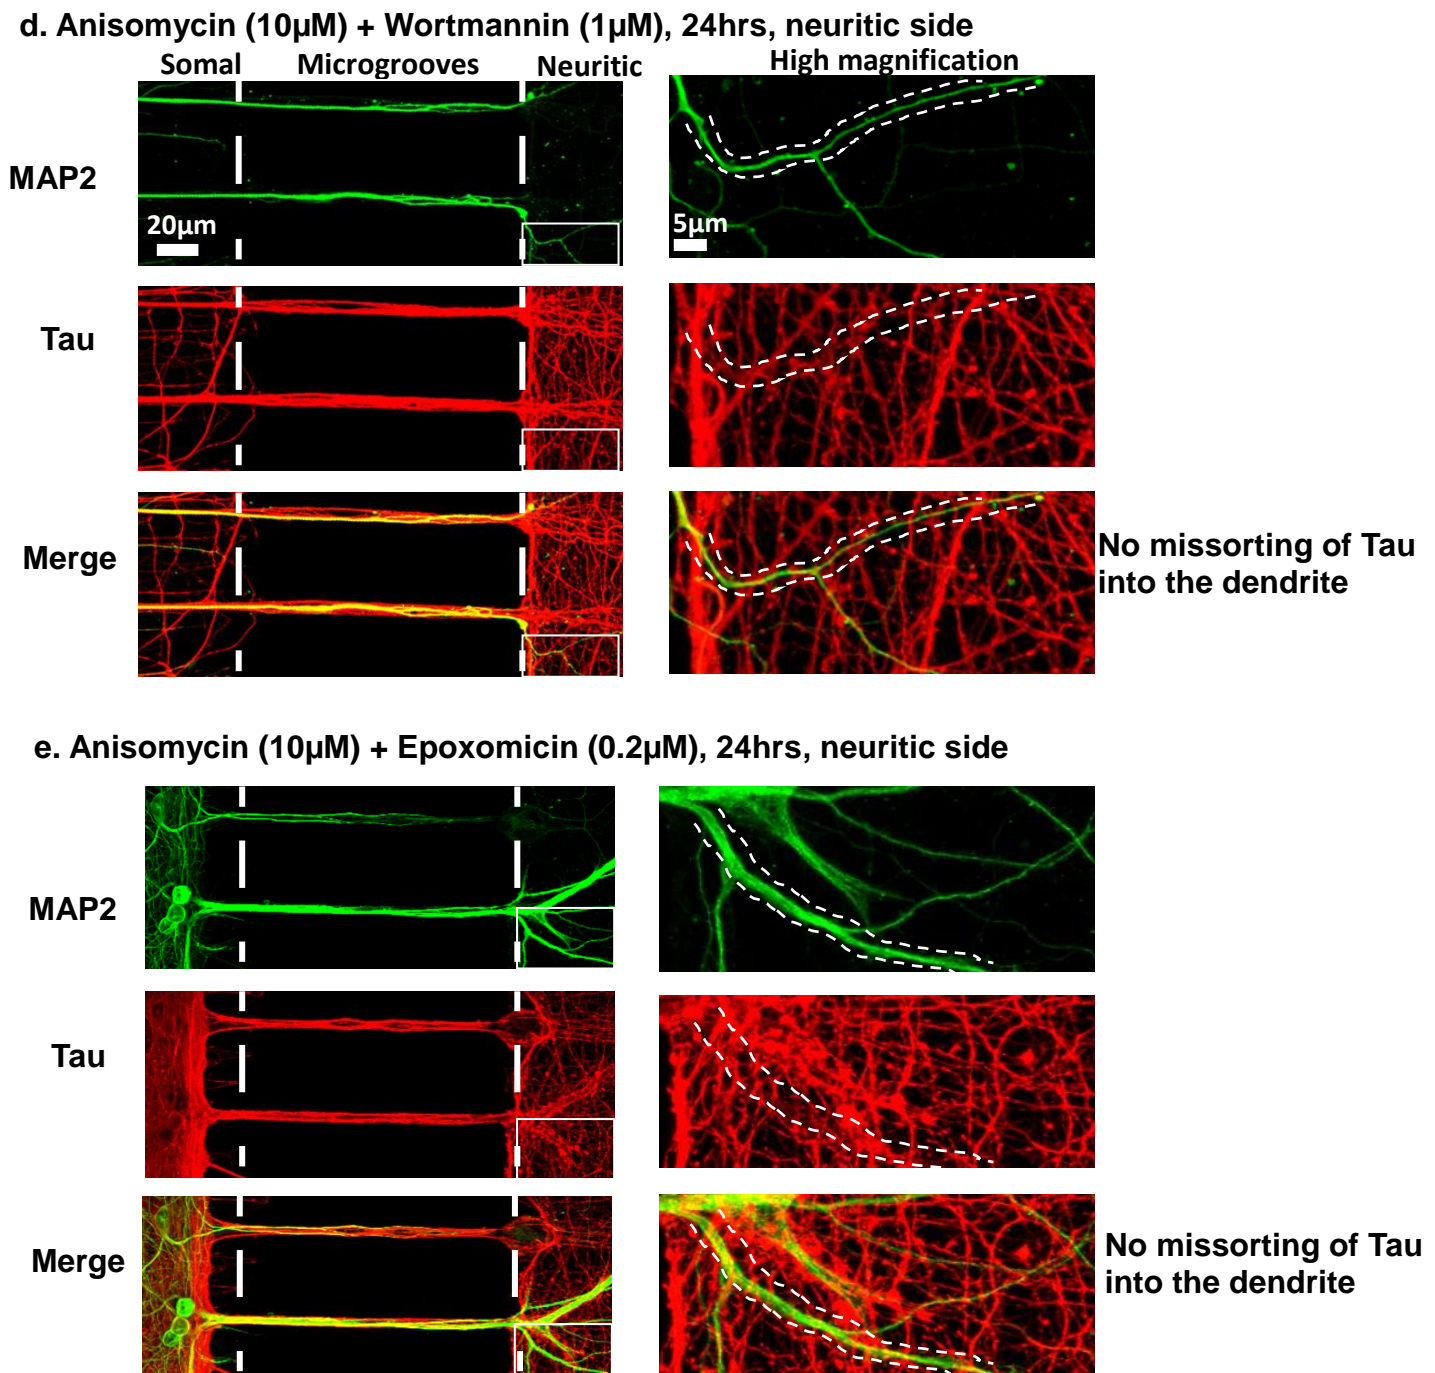 d. Anisomycin (10µM) + Wortmannin (1µM), 24hrs, neuritic side
Somal Microgrooves Neuritic High magnification
MAP2
20µm
5µm
Tau
Merge
No missorting of Tau
into the dendrite
e. Anisomycin (10µM) + Epoxomicin (0.2µM), 24hrs, neuritic side
MAP2
Tau
Merge
No missorting of Tau
into the dendrite